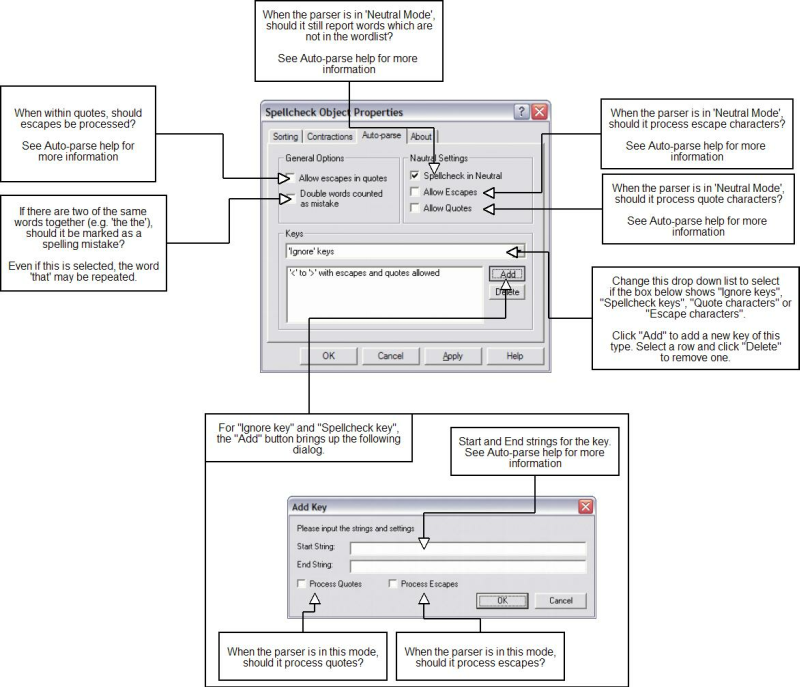 When the parser is in 'Neutral Mode',
should it still report words which are
not in the wordlist?
See Auto-parse help for more
information
When within quotes, should
escapes be processed?
See Auto-parse help for
more information
If there are two of the same
words together (e.g. 'the the'),
should it be marked as a
spelling mistake?
Even if this is selected, the word
'that' may be repeated.
Spellcheck Object Properties
Sorting
Contractions
Auto-parse
About
General Options
Allow escapes in quotes
Double words counted
as mistake
Nautral Settings
Spellcheck in Neutral
Allow Escapes
Allow Quotes
Keys
'Ignore' keys
'<' to '>' with escapes and quotes allowed
Add
Delete
OK
Cancel
Apply
Help
When the parser is in 'Neutral Mode',
should it process escape characters?
See Auto-parse help for more
information
When the parser is in 'Neutral Mode',
should it process quote characters?
See Auto-parse help for more
information
Change this drop down list to select
if the box below shows "Ignore keys",
"Spellcheck keys", "Quote characters" or
"Escape characters".
Click "Add" to add a new key of this
type. Select a row and click "Delete"
to remove one.
For "Ignore key" and "Spellcheck key",
the "Add" button brings up the following
dialog.
Start and End strings for the key.
See Auto-parse help for more
information
Add Key
Please input the strings and settings
Start String:
End String:
Process Quotes
Process Escapes
OK
Cancel
When the parser is in this mode,
should it process quotes?
When the parser is in this mode,
should it process escapes?